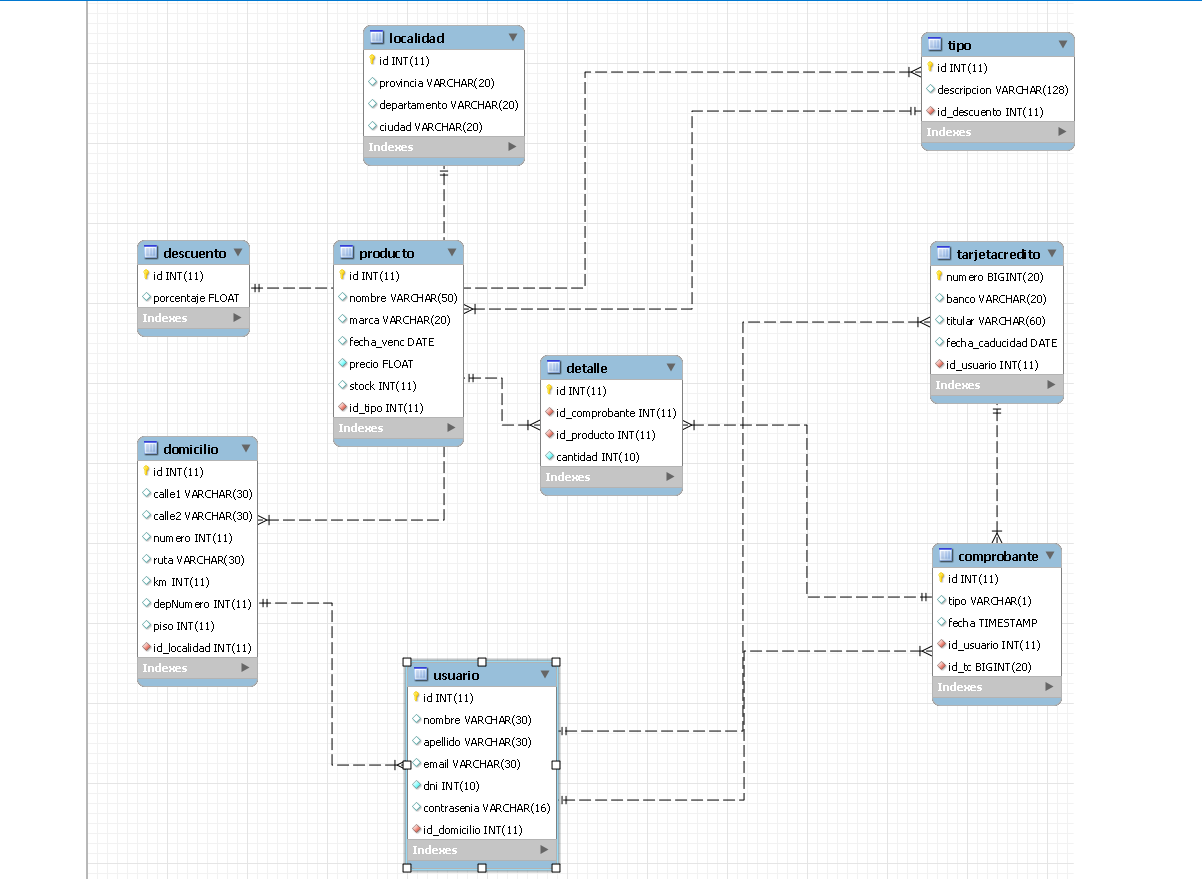 localidad
id INT(11)
provincia VARCHAR(20)
departamento VARCHAR(20)
ciudad VARCHAR(20)
Indexes
tipo
id INT(11)
descripcion VARCHAR(128)
id_descuento INT(11)
Indexes
descuento
id INT(11)
porcentaje FLOAT
Indexes
producto
id INT(11)
nombre VARCHAR(50)
marca VARCHAR(20)
fecha_venc DATE
precio FLOAT
stock INT(11)
id_tipo INT(11)
Indexes
tarjetacredito
numero BIGINT(20)
banco VARCHAR(20)
titular VARCHAR(60)
fecha_caducidad DATE
id_usuario INT(11)
Indexes
detalle
id INT(11)
id_comprobante INT(11)
id_producto INT(11)
cantidad INT(10)
Indexes
domicilio
id INT(11)
calle1 VARCHAR(30)
calle2 VARCHAR(30)
numero INT(11)
ruta VARCHAR(30)
km INT(11)
depNumero INT(11)
piso INT(11)
id_localidad INT(11)
Indexes
comprobante
id INT(11)
tipo VARCHAR(1)
fecha TIMESTAMP
id_usuario INT(11)
id_tc BIGINT(20)
Indexes
usuario
id INT(11)
nombre VARCHAR(30)
apellido VARCHAR(30)
email VARCHAR(30)
dni INT(10)
contrasenia VARCHAR(16)
id_domicilio INT(11)
Indexes